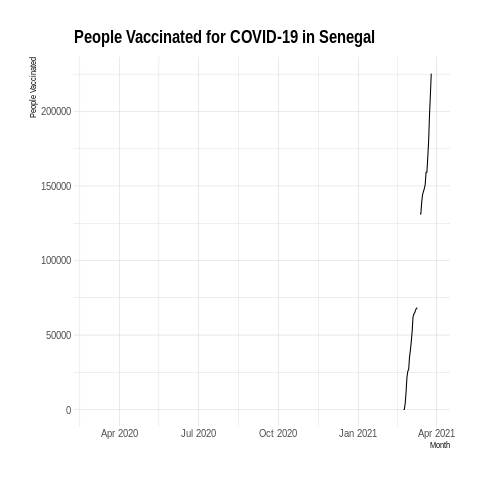 People Vaccinated for COVID-19 in Senegal
People Vaccinated
200000
150000
100000
50000
0
Apr 2020 Jul 2020 Oct 2020 Jan 2021 Apr 2021
Month